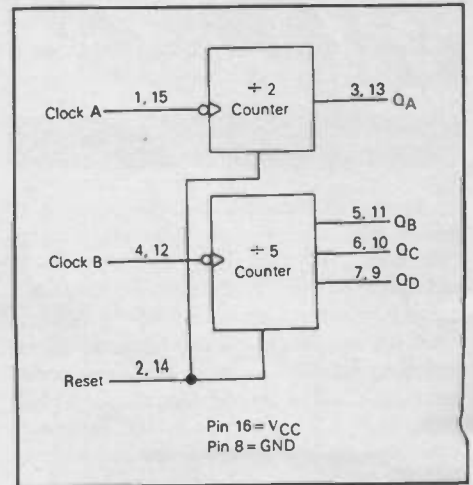 ÷ 2
Counter
Clock A
1, 15
3, 13
QA
÷ 5
Counter
Clock B
4, 12
5, 11
QB
6, 10
QC
7, 9
QD
Reset
2, 14
Pin 16 = VCC
Pin 8 = GND